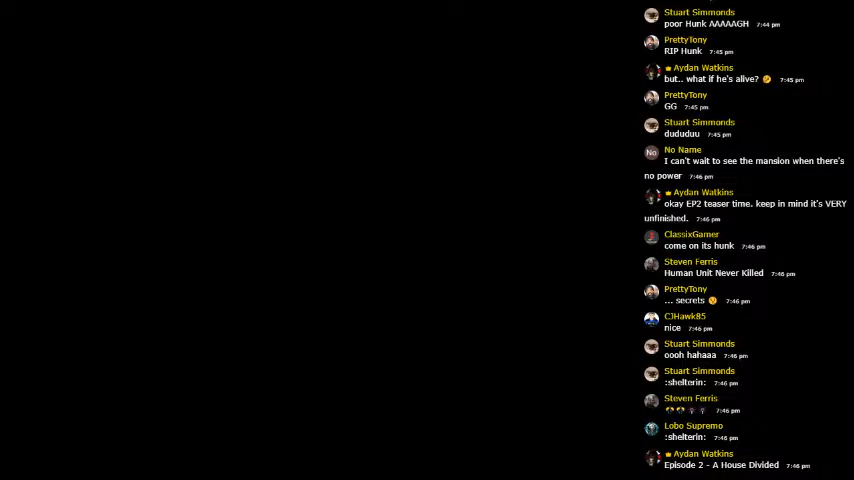 Stuart Simmonds
poor Hunk AAAAAGH 7:44 pm
PrettyTony
RIP Hunk 7:45 pm
Aydan Watkins
but.. what if he's alive? 🤣 7:45 pm
PrettyTony
GG 7:45 pm
Stuart Simmonds
dududuu 7:45 pm
No
No Name
I can't wait to see the mansion when there's
no power 7:46 pm
Aydan Watkins
okay EP2 teaser time. keep in mind it's VERY
unfinished. 7:46 pm
ClassixGamer
come on its hunk 7:46 pm
Steven Ferris
Human Unit Never Killed 7:46 pm
PrettyTony
... secrets 7:46 pm
CJHawk85
nice 7:46 pm
Stuart Simmonds
oooh hahaaa 7:46 pm
Stuart Simmonds
:shelterin: 7:46 pm
Steven Ferris
7:46 pm
Lobo Supremo
:shelterin: 7:46 pm
Aydan Watkins
Episode 2 - A House Divided 7:46 pm